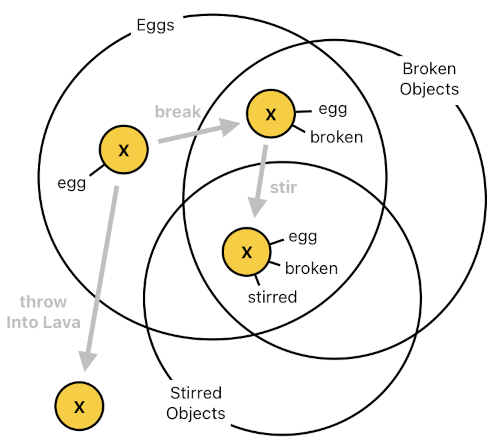 Eggs
Broken
Objects
break
X
egg
broken
X
egg
stir
X
egg
broken
stirred
throw
Into Lava
X
Stirred
Objects